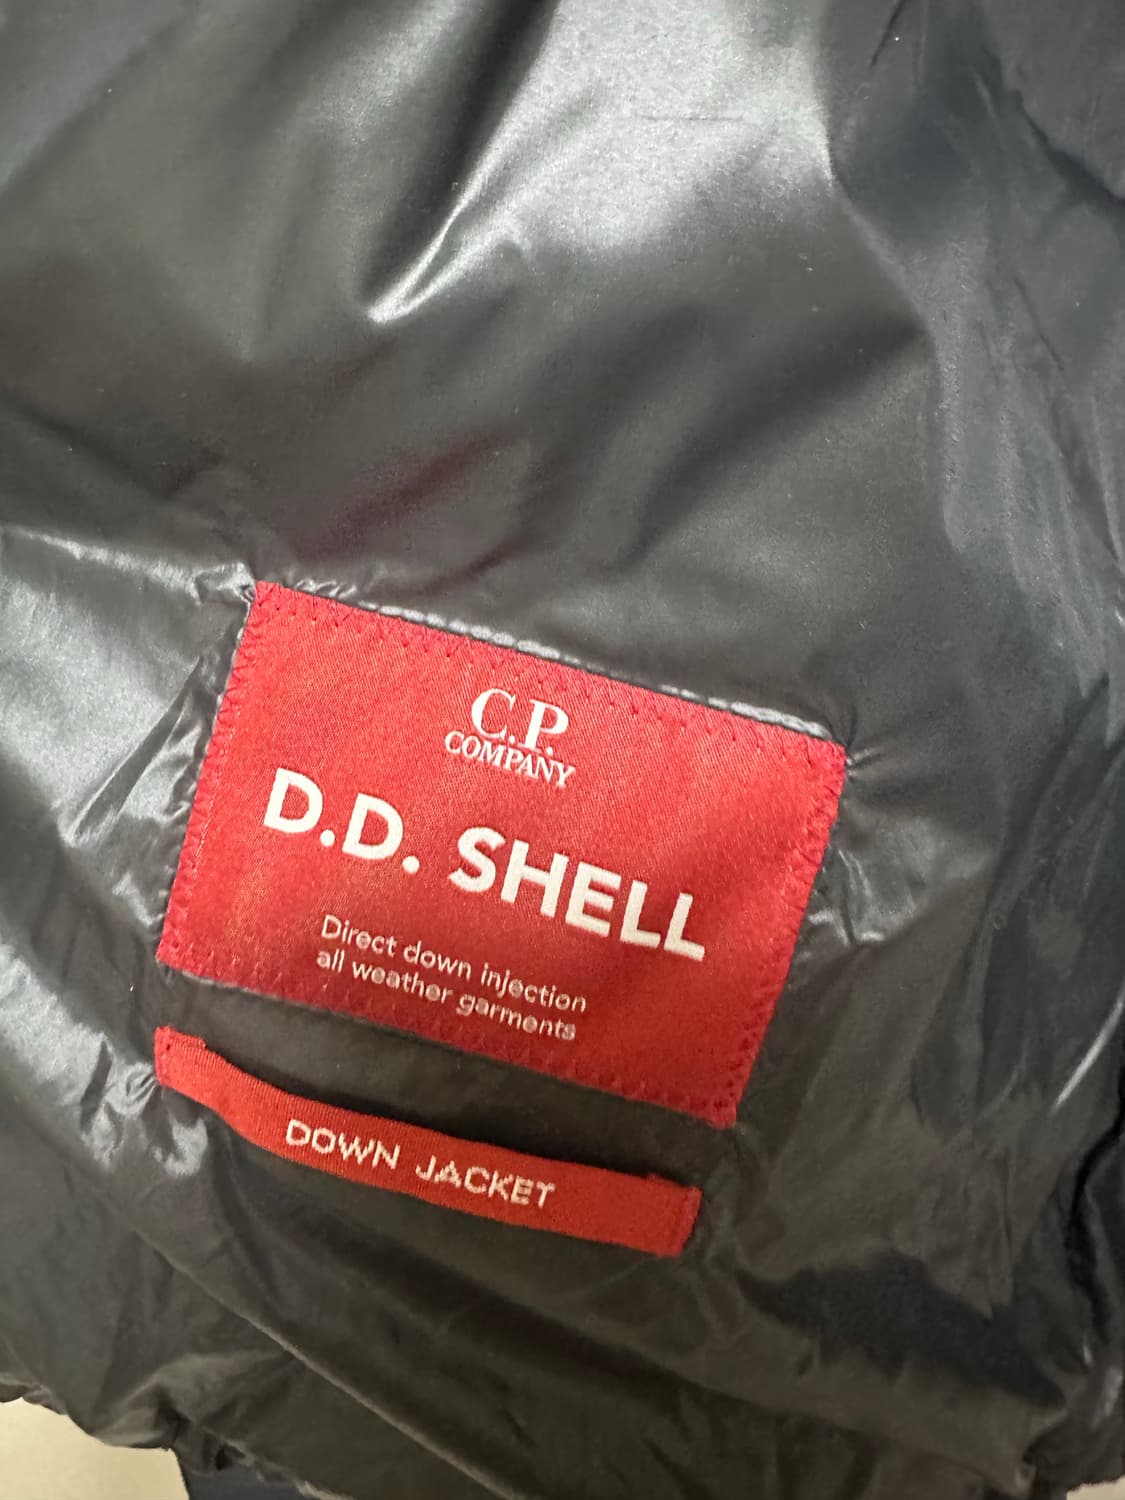 C.P.
COMPANY
D.D. SHELL
Direct down injection
all weather garments
DOWN JACKET